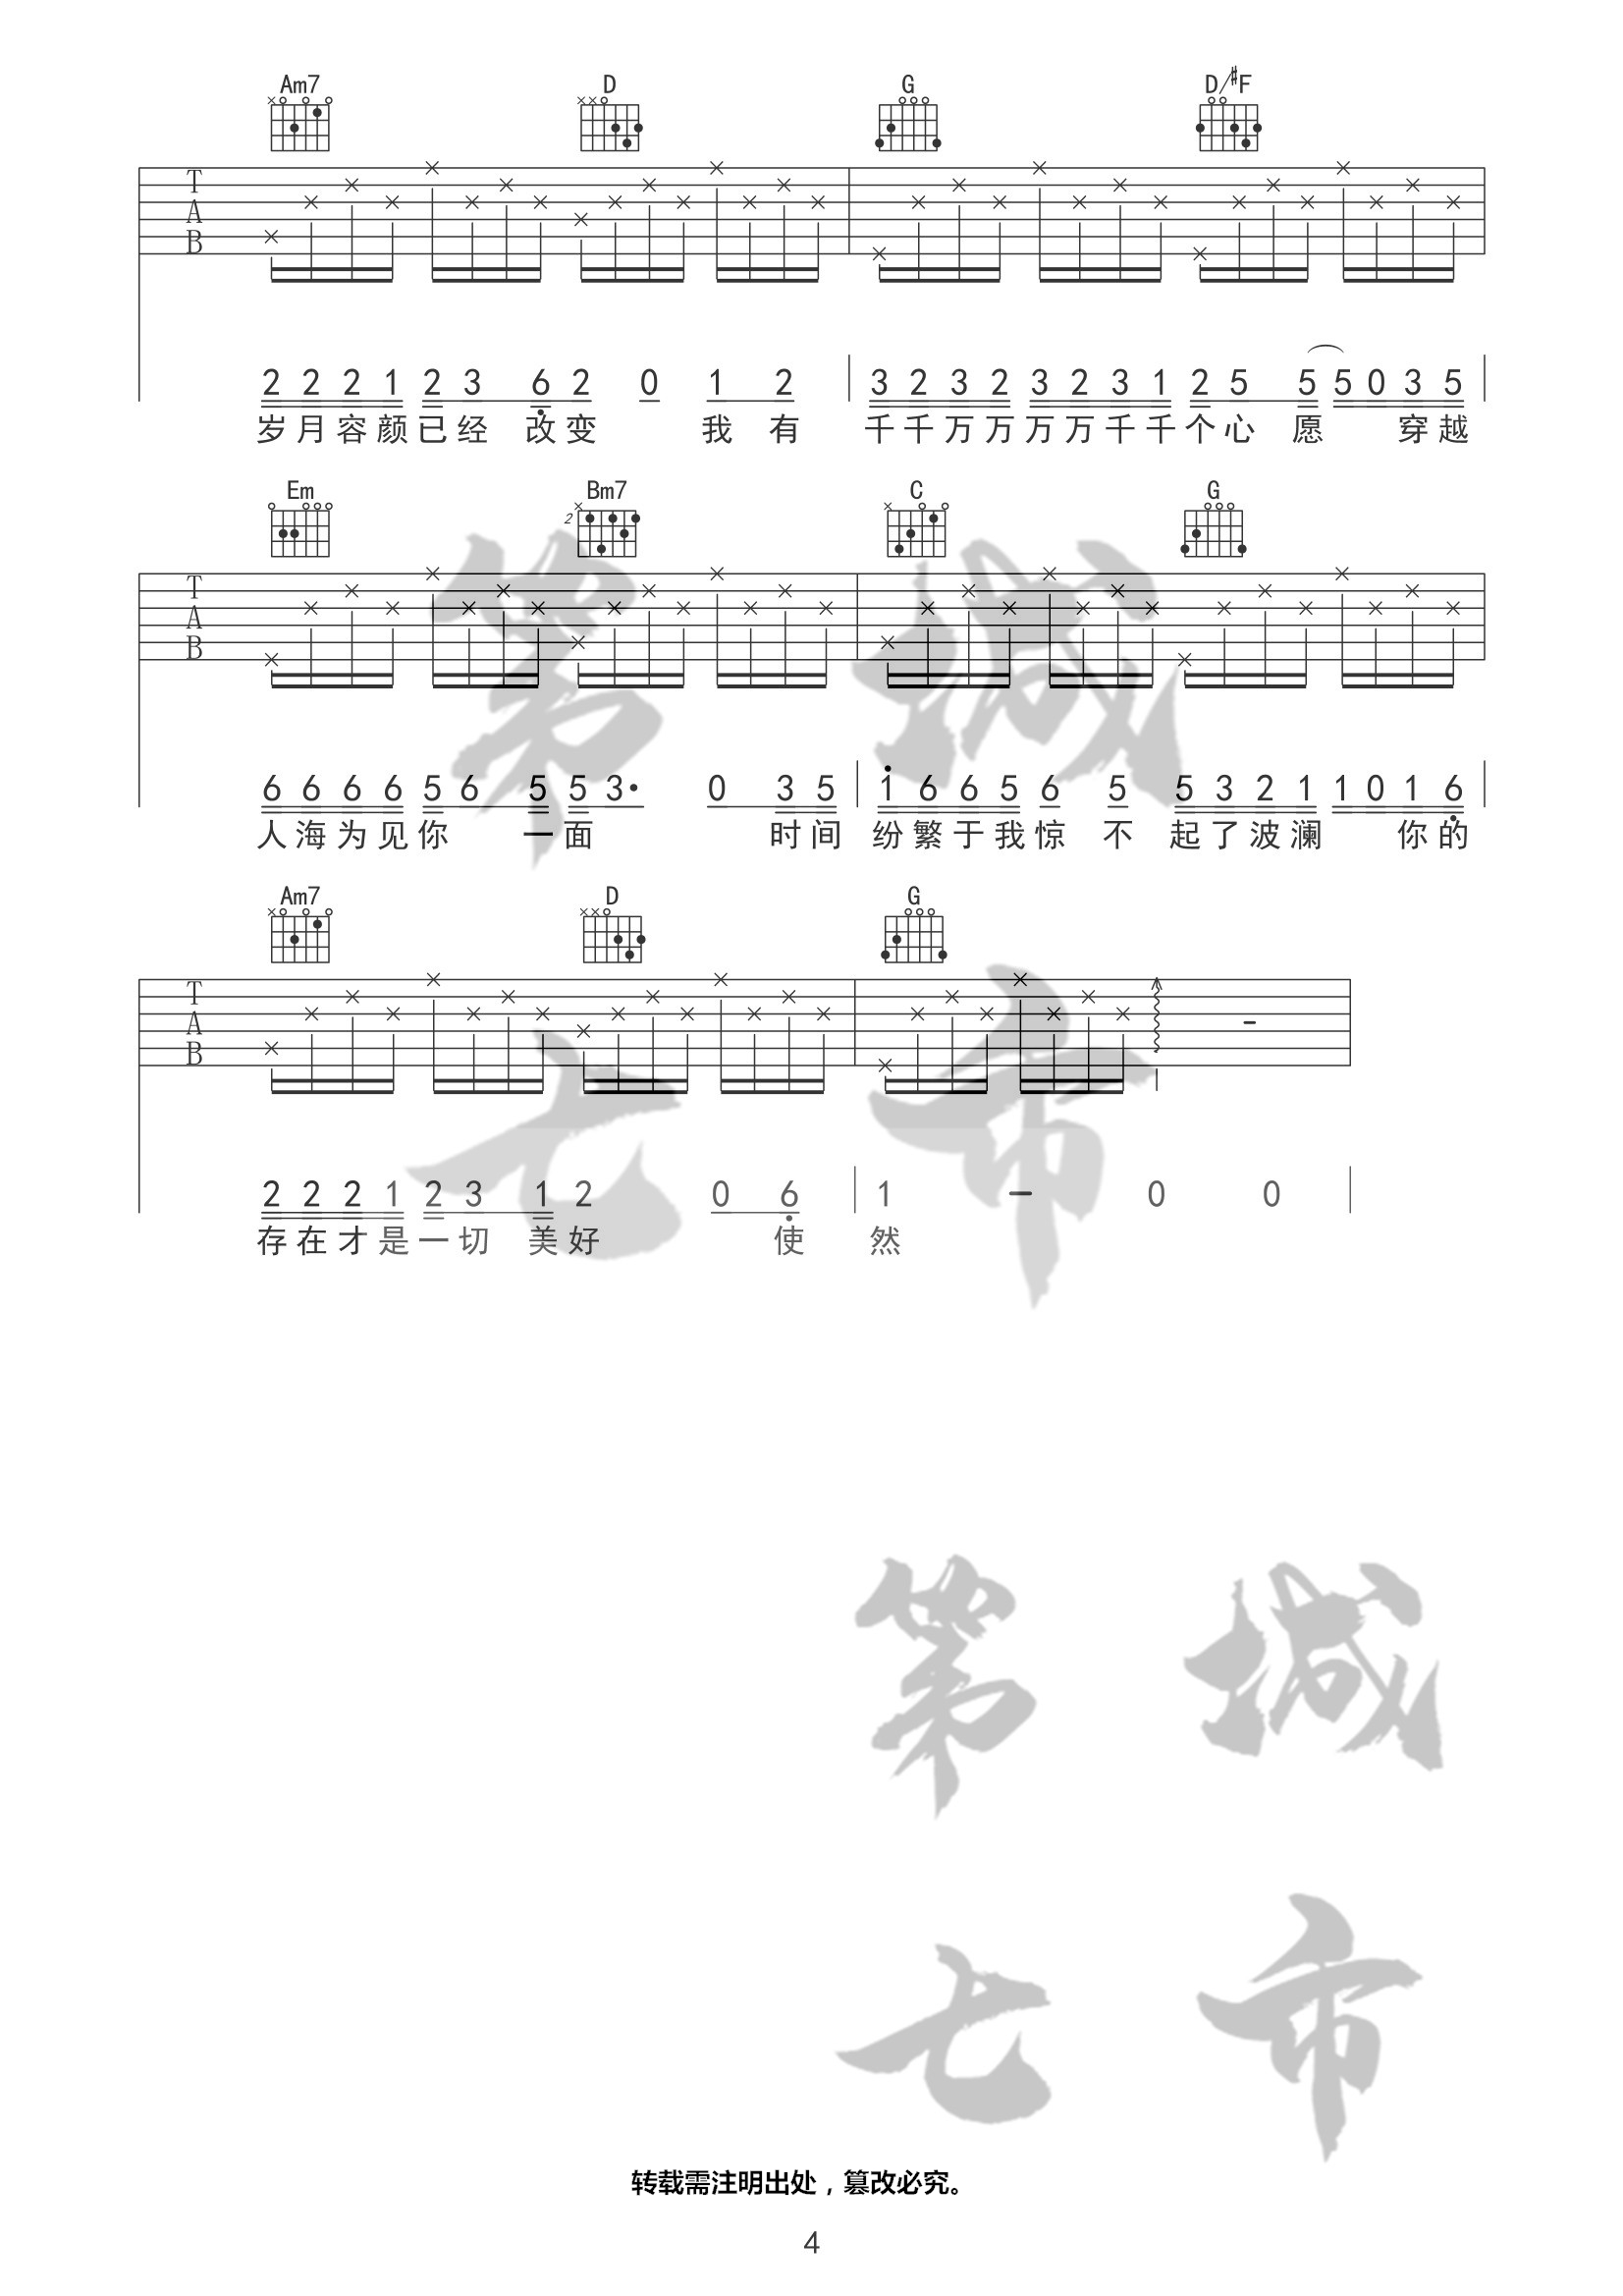 Am7 D G D/#F
T
A
B
2 2 2 1 2 3 6 2 0 1 2 3 2 3 2 3 2 3 1 2 5 5 5 0 3 5
岁月容颜已经 改变 我 有 千千万万万万千千个心 愿 穿越
Em Bm7 C G
2
T
A
B
6 6 6 6 5 6 5 5 3· 0 3 5 1 6 6 5 6 5 5 3 2 1 1 0 1 6
人海为见你 一面 时间 纷繁于我惊 不 起了波澜 你的
Am7 D G
T
A
B
2 2 2 1 2 3 1 2 0 6 1 - 0 0
存在才是一切 美好 使 然
第 城
七 市
第 城
七 市
转载需注明出处，篡改必究。
4